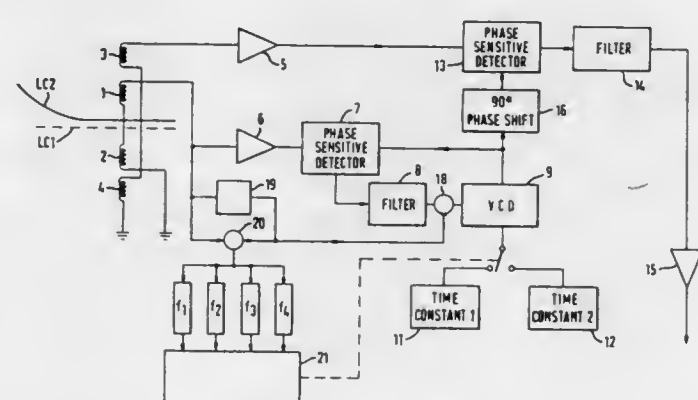 3
5
PHASE
SENSITIVE
DETECTOR
13
FILTER
14
LC2
1
LC1
2
4
6
7
PHASE
SENSITIVE
DETECTOR
90°
PHASE SHIFT
16
8
FILTER
18
9
V C D
19
20
f1
f2
f3
f4
21
TIME
CONSTANT 1
11
TIME
CONSTANT 2
12
15